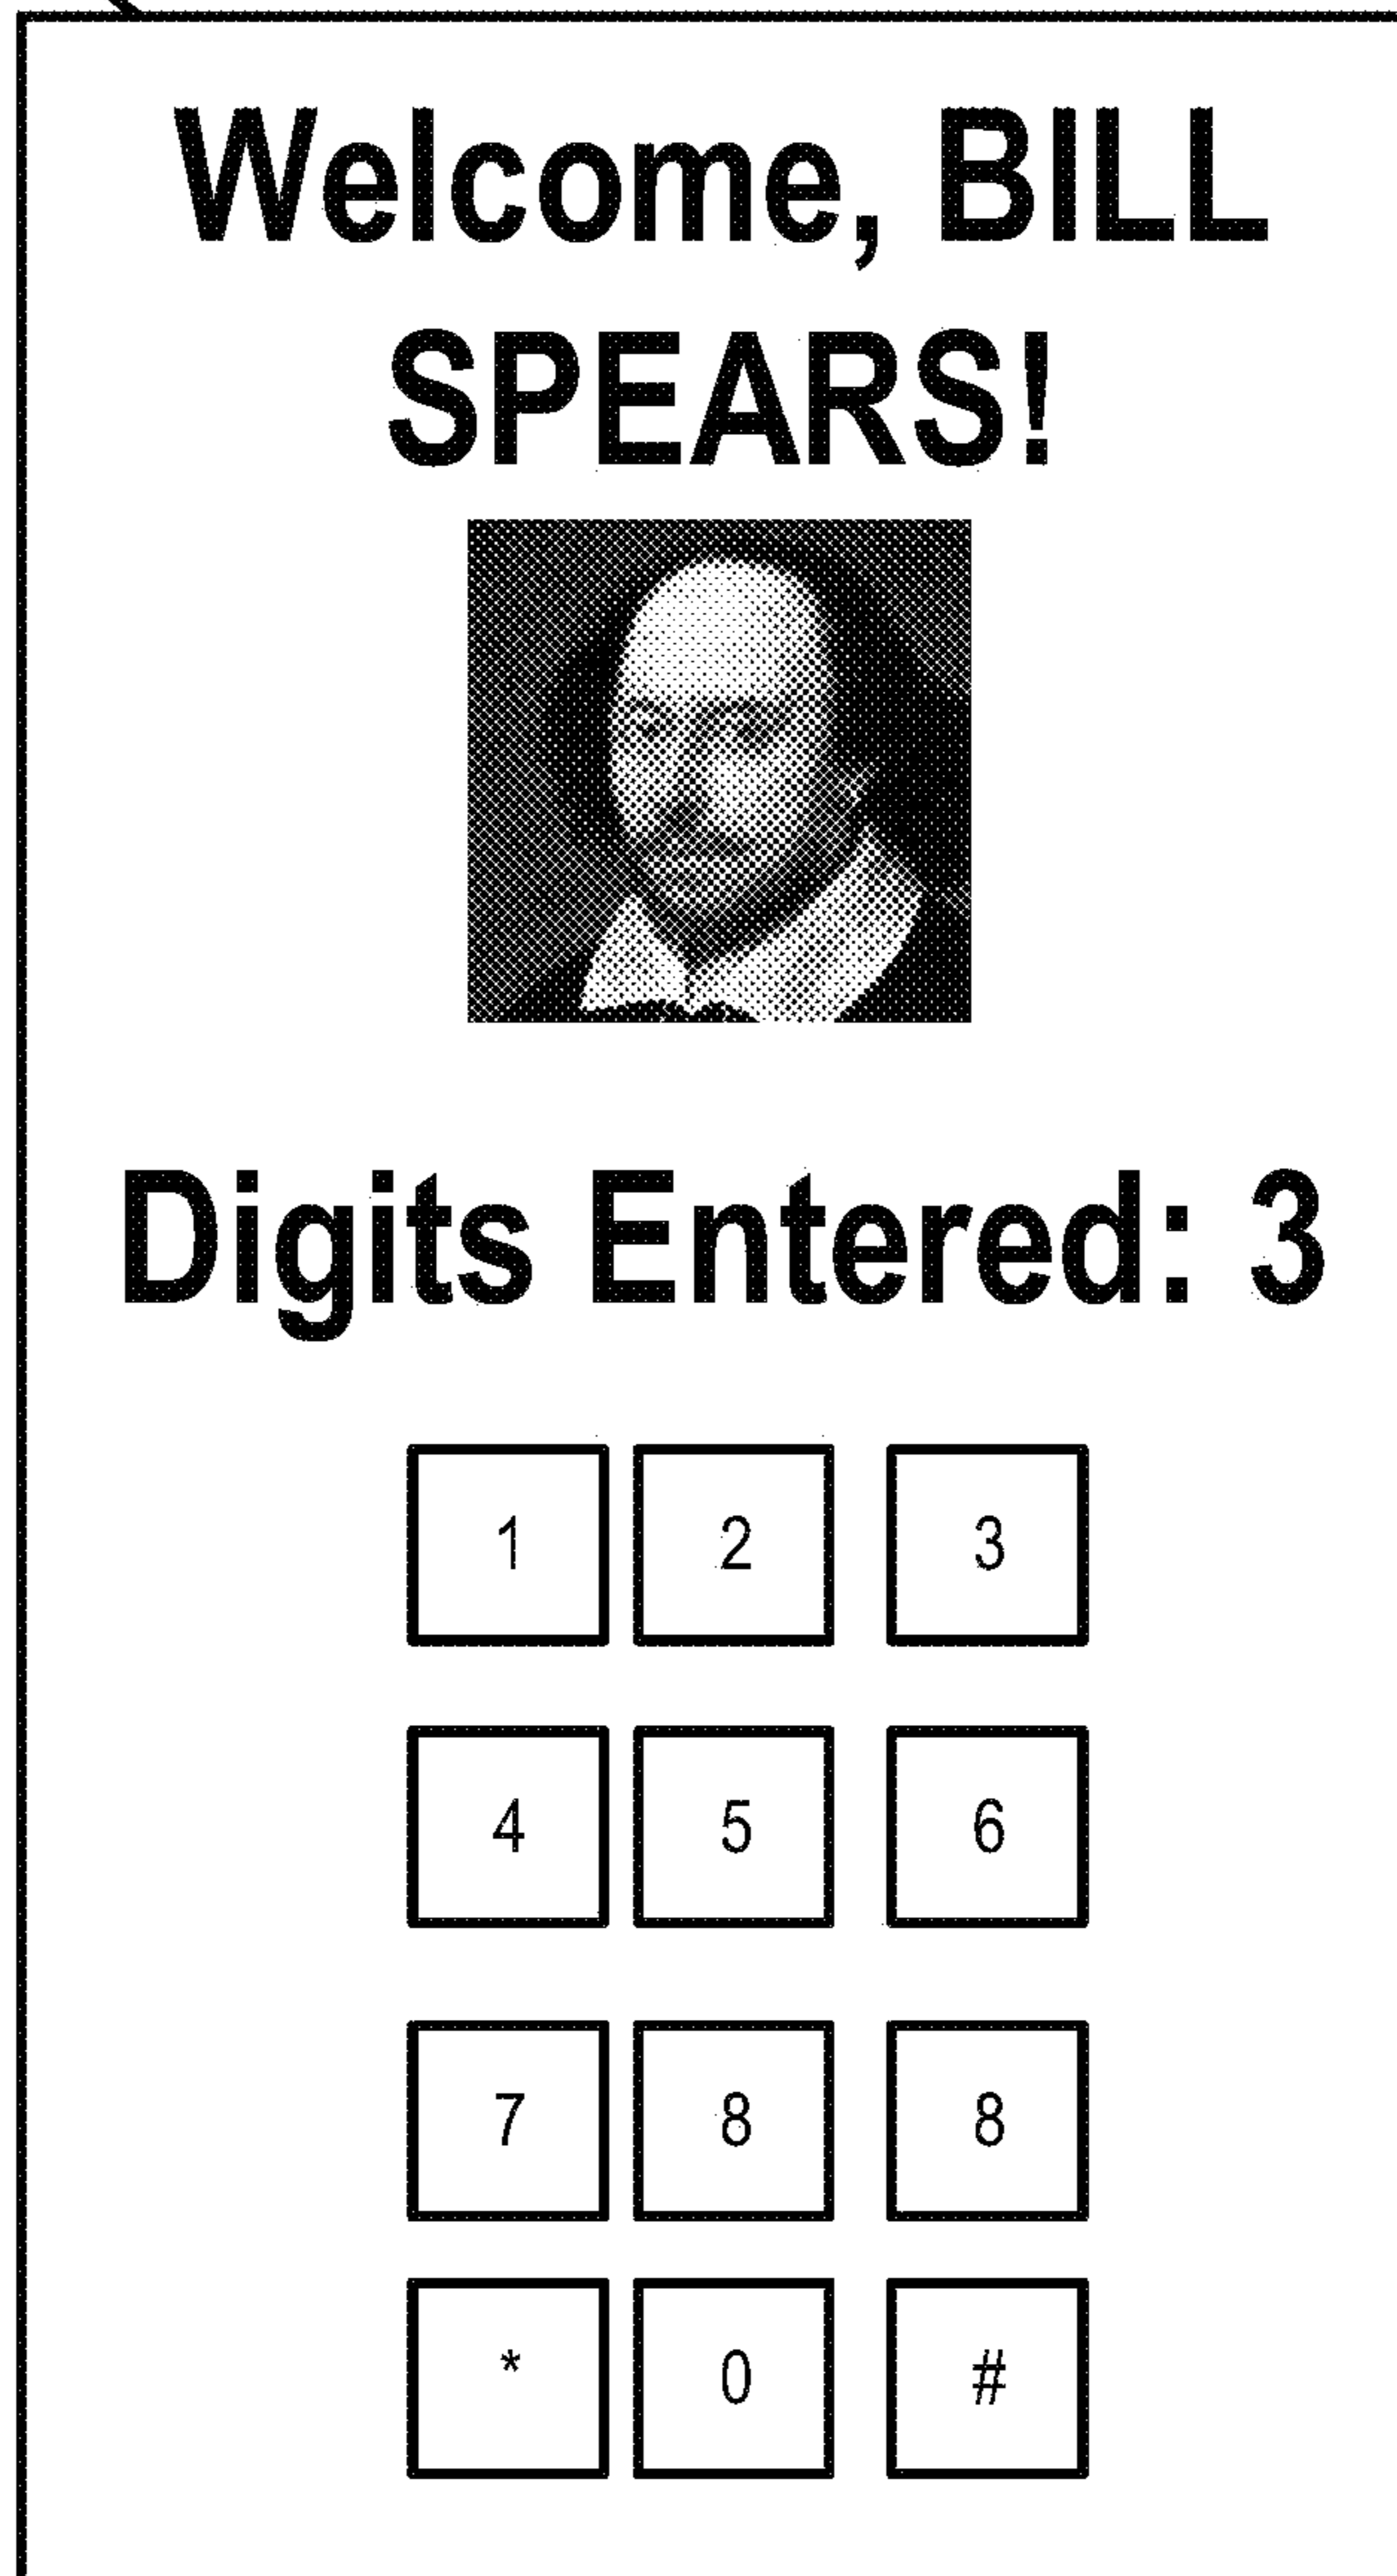 Welcome, BILL
SPEARS!
Digits Entered: 3
1 2 3
4 5 6
7 8 8
* 0 #